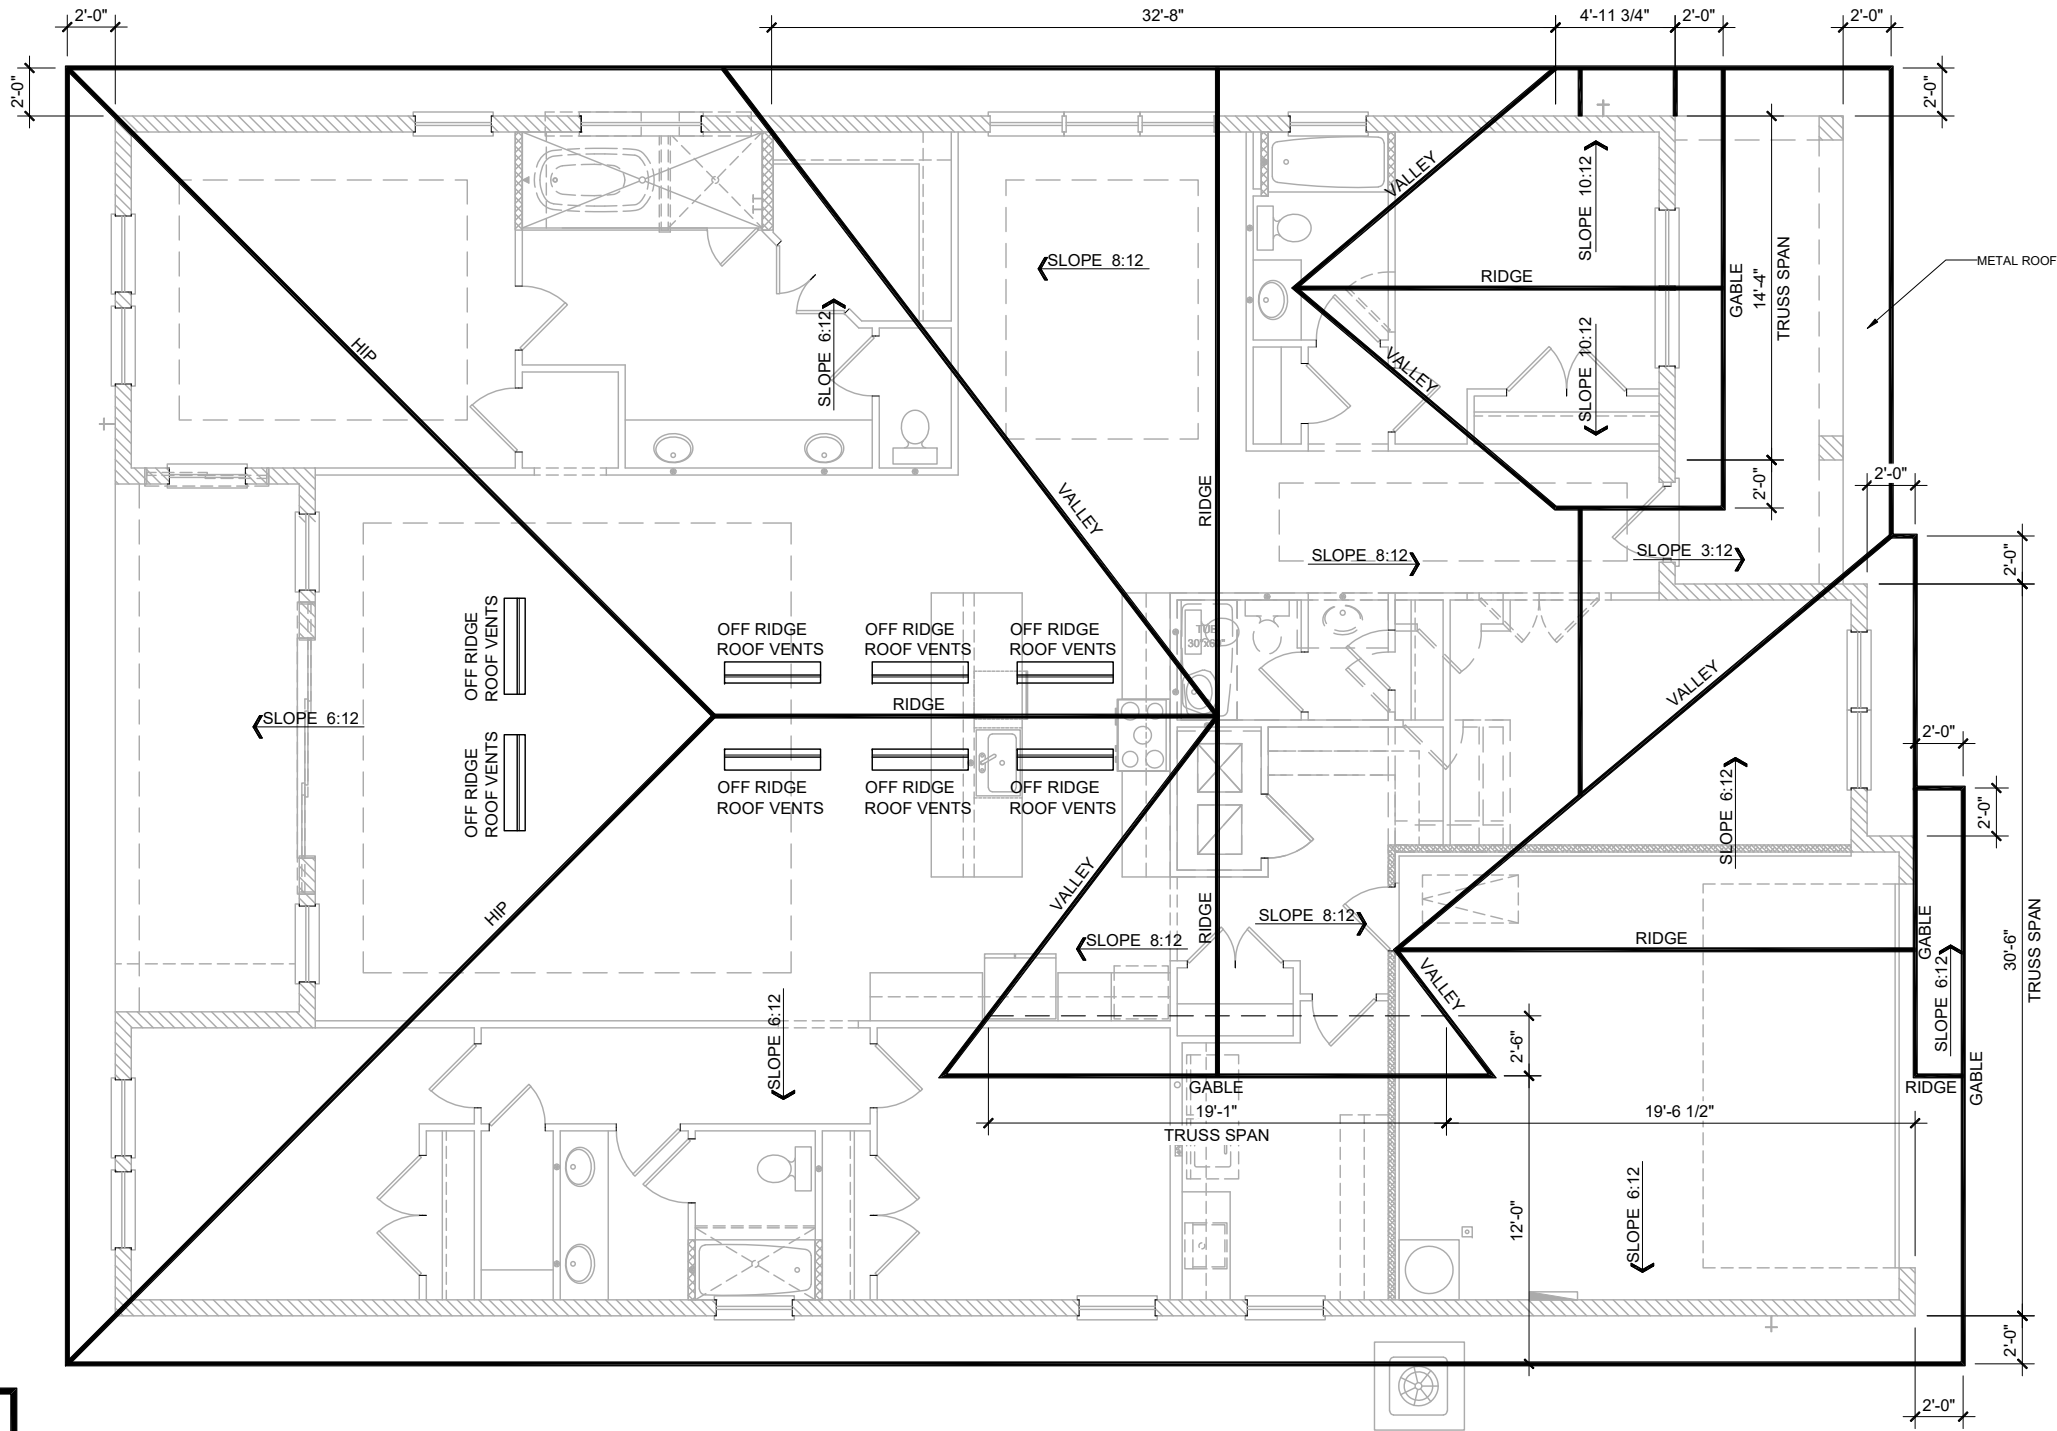 2'-0"
32'-8"
4'-11 3/4"
2'-0"
2'-0"
2'-0"
2'-0"
VALLEY
SLOPE 10:12
SLOPE 8:12
RIDGE
GABLE
14'-4"
TRUSS SPAN
METAL ROOF
HIP
SLOPE 6:12
VALLEY
SLOPE 10:12
VALLEY
RIDGE
2'-0"
2'-0"
SLOPE 8:12
SLOPE 3:12
2'-0"
OFF RIDGE
ROOF VENTS
OFF RIDGE
ROOF VENTS
OFF RIDGE
ROOF VENTS
OFF RIDGE
ROOF VENTS
TUB
RIDGE
VALLEY
SLOPE 6:12
2'-0"
OFF RIDGE
ROOF VENTS
OFF RIDGE
ROOF VENTS
OFF RIDGE
ROOF VENTS
OFF RIDGE
ROOF VENTS
SLOPE 6:12
2'-0"
VALLEY
HIP
RIDGE
SLOPE 8:12
SLOPE 8:12
RIDGE
GABLE
30'-6"
TRUSS SPAN
VALLEY
SLOPE 6:12
SLOPE 6:12
2'-6"
GABLE
RIDGE
GABLE
19'-1"
TRUSS SPAN
19'-6 1/2"
12'-0"
SLOPE 6:12
2'-0"
2'-0"